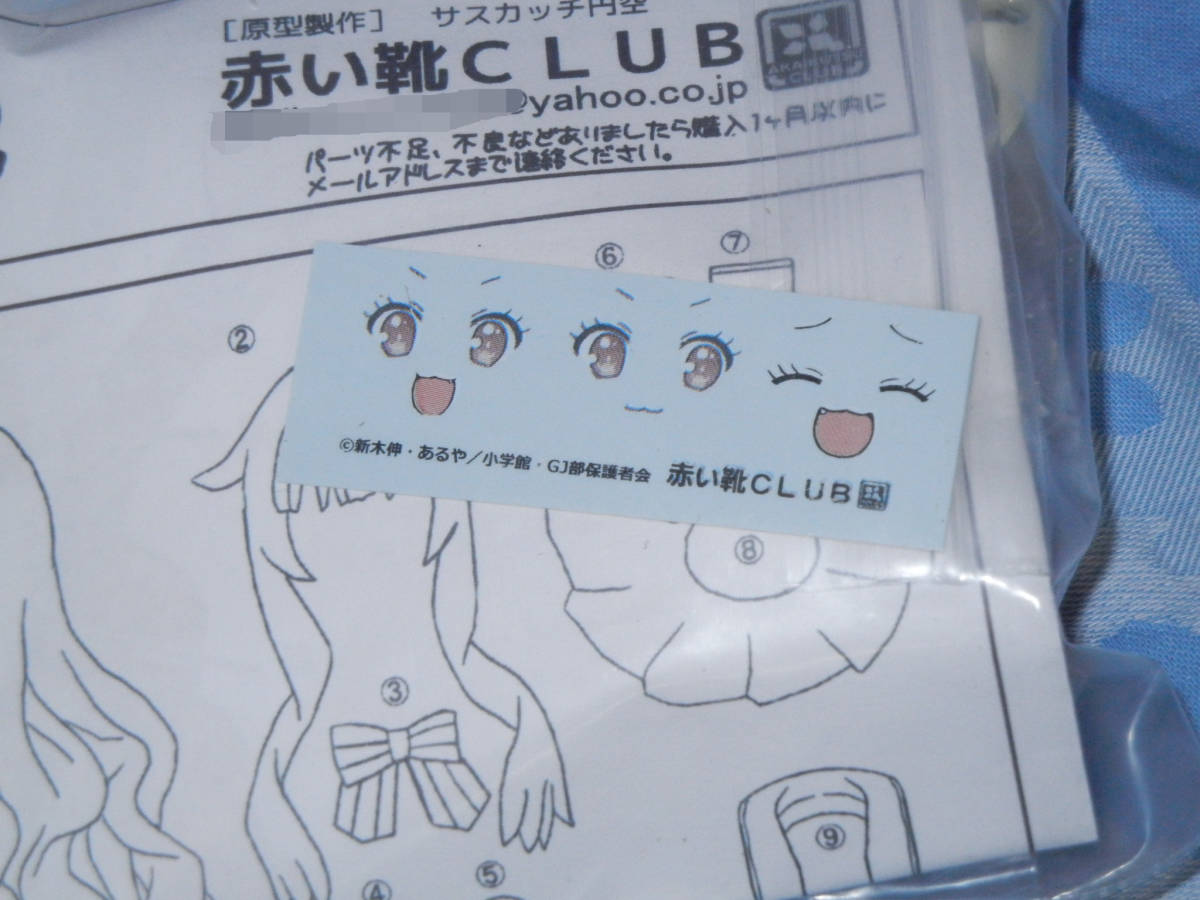 ［原型製作］　サスカッチ円空
赤い靴ＣＬＵＢ
AKAIKUTSU CLUB
@yahoo.co.jp
パーツ不足、不良などありましたら購入1ヶ月以内に
メールアドレスまで連絡ください。
⑥
⑦
②
©新木伸・あるや／小学館・GJ部保護者会　赤い靴ＣＬＵＢ
⑧
③
⑨
④
⑤